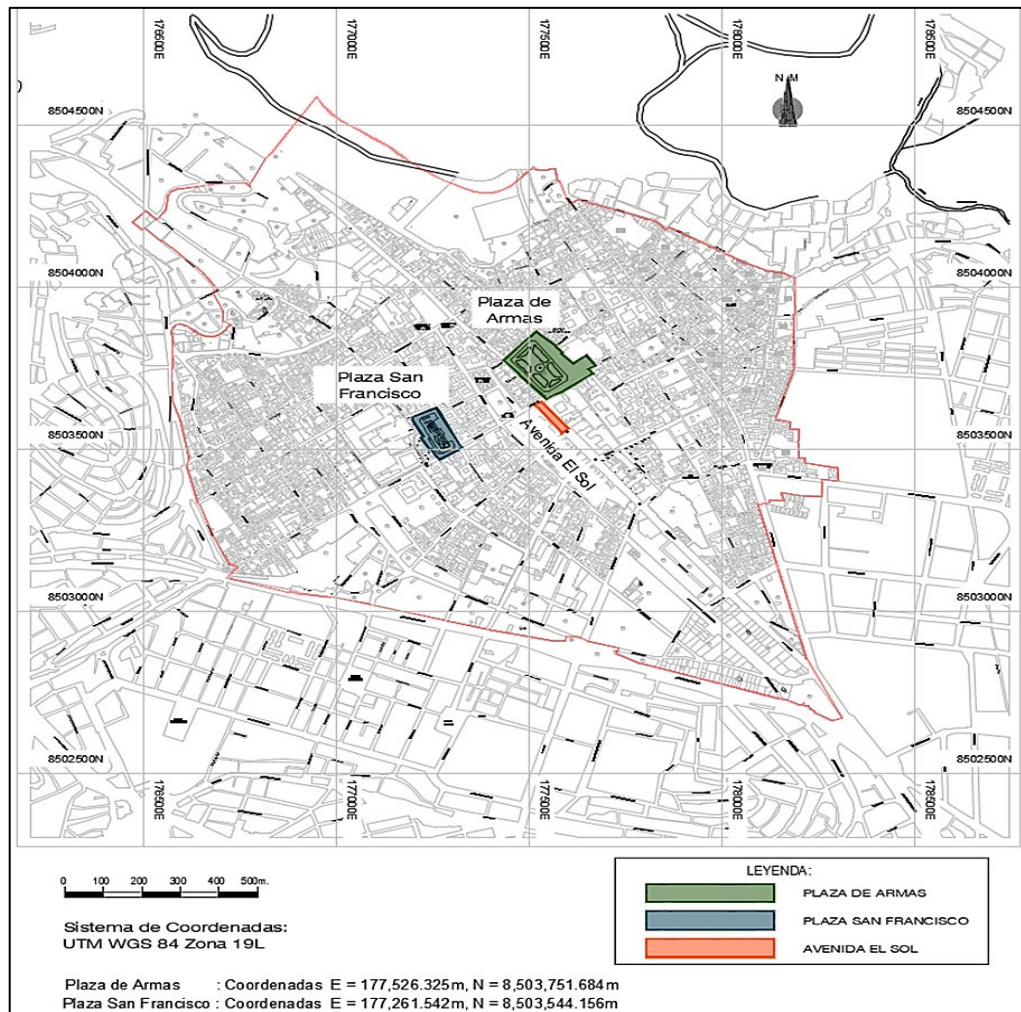 176500E
177000E
177500E
178000E
178500E
N M
8504500N
8504500N
8504000N
8504000N
Plaza de
Armas
Plaza San
Francisco
8503500N
8503500N
Avenida El Sol
8503000N
8503000N
8502500N
8502500N
176500E
177000E
177500E
178000E
178500E
0 100 200 300 400 500m.
Sistema de Coordenadas:
UTM WGS 84 Zona 19L
LEYENDA:
PLAZA DE ARMAS
PLAZA SAN FRANCISCO
AVENIDA EL SOL
Plaza de Armas : Coordenadas E = 177,526.325m, N = 8,503,751.684m
Plaza San Francisco : Coordenadas E = 177,261.542m, N = 8,503,544.156m